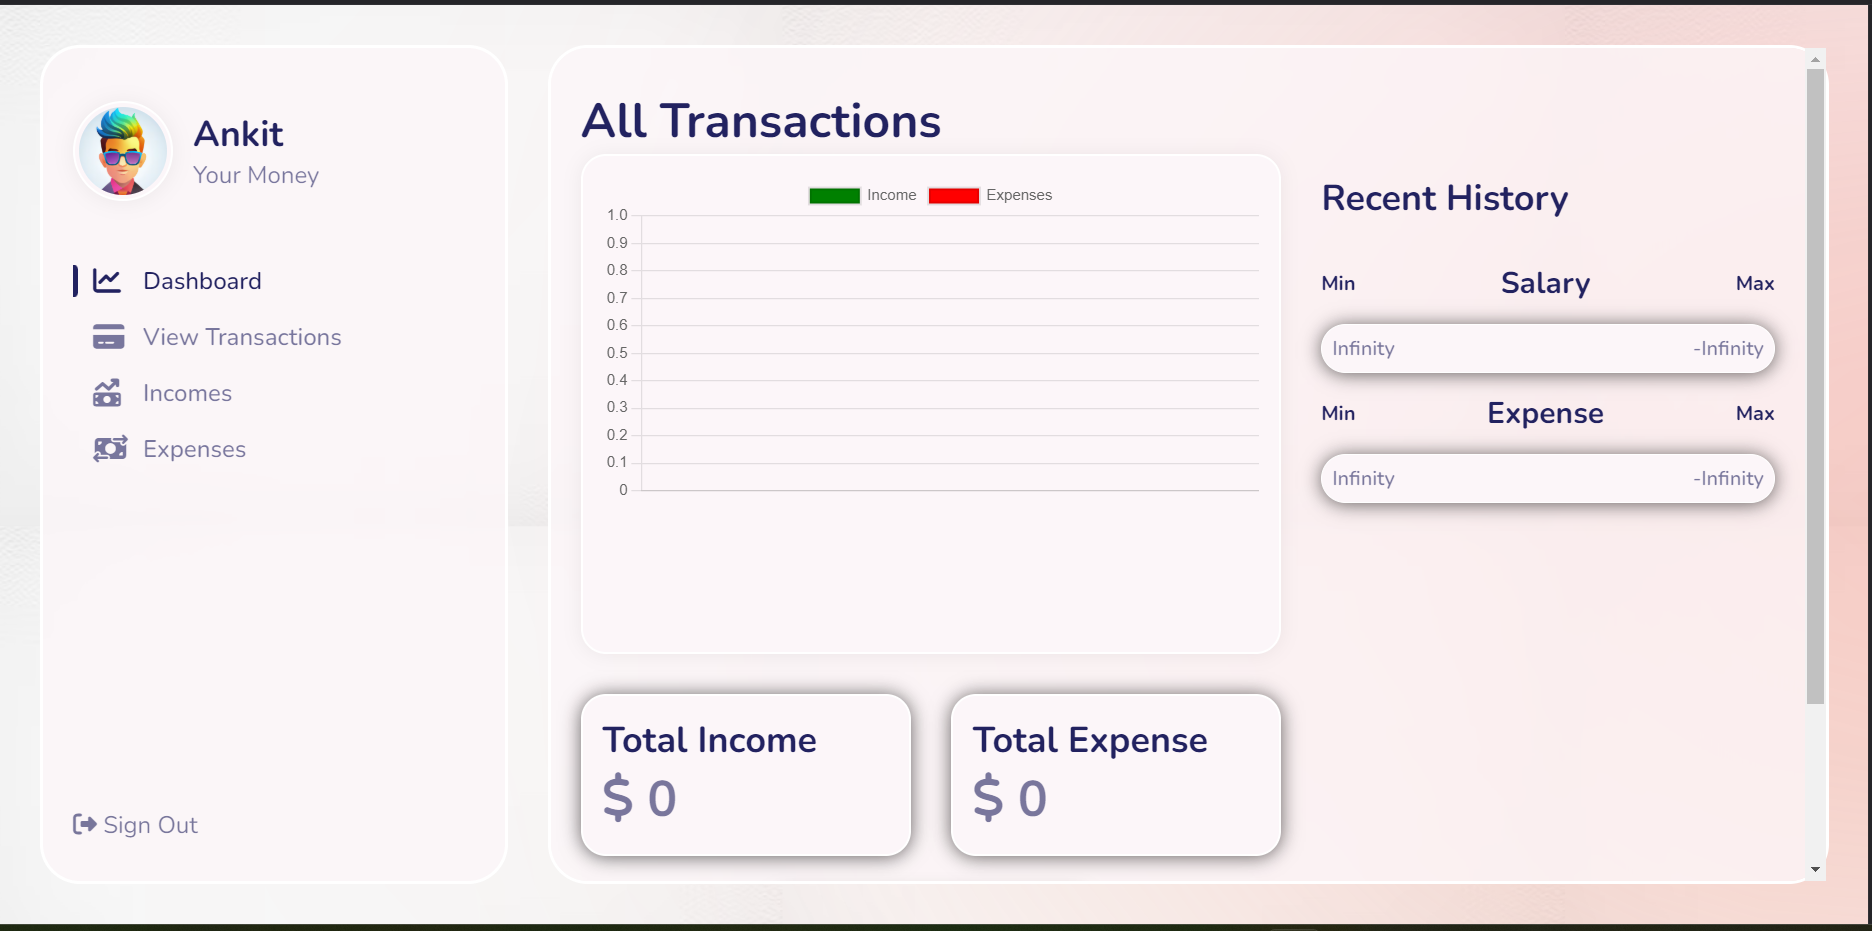 Ankit
Your Money
Dashboard
View Transactions
Incomes
Expenses
Sign Out
All Transactions
Income Expenses
1.0
0.9
0.8
0.7
0.6
0.5
0.4
0.3
0.2
0.1
0
Total Income
$ 0
Total Expense
$ 0
Recent History
Min Salary Max
Infinity -Infinity
Min Expense Max
Infinity -Infinity